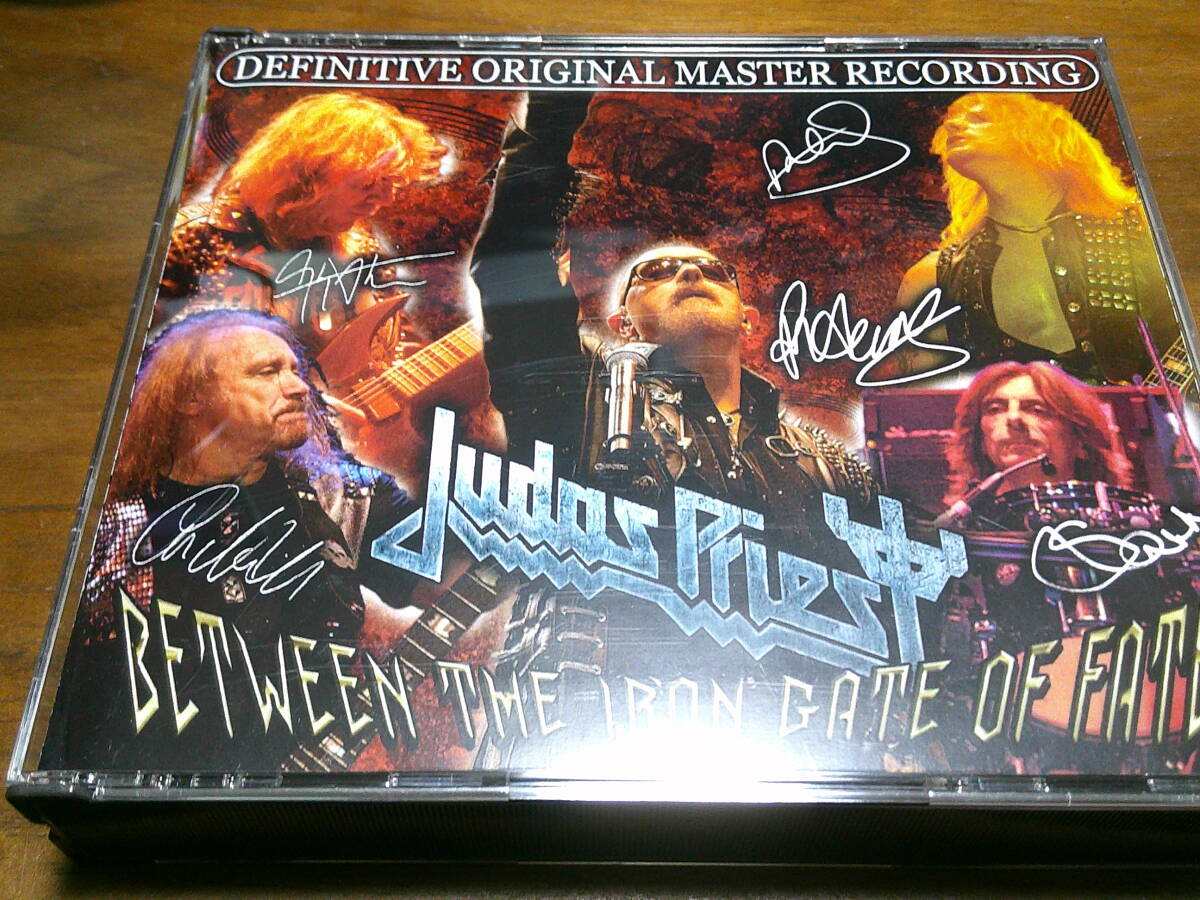 DEFINITIVE ORIGINAL MASTER RECORDING
Judas Priest
BETWEEN THE IRON GATE OF FATE